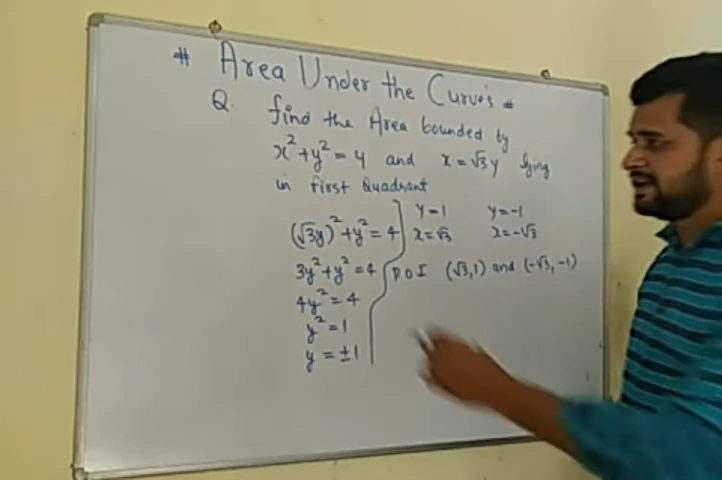 # Area Under the Curve's #
Q. find the Area bounded by
x² + y² = 4 and x = √3 y lying
in first Quadrant
(√3y)² + y² = 4
3y² + y² = 4
4y² = 4
y² = 1
y = ±1
y = 1 y = -1
x = √3 x = -√3
P.O.I (√3, 1) and (-√3, -1)